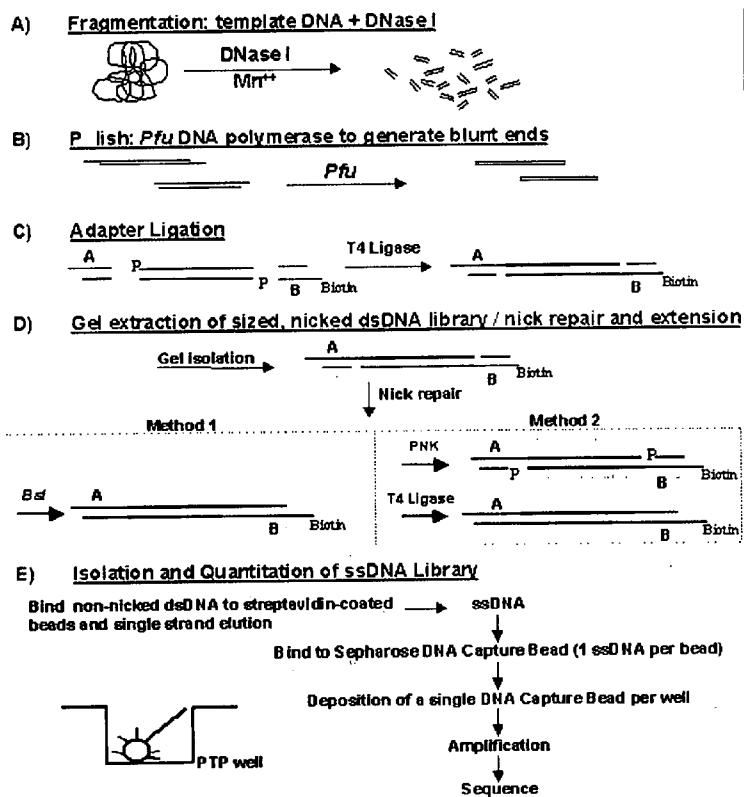 A) Fragmentation: template DNA + DNase I
DNase I
Mn++
B) P lish: Pfu DNA polymerase to generate blunt ends
Pfu
C) Adapter Ligation
A
P
P
B
Biotin
T4 Ligase
A
B
Biotin
D) Gel extraction of sized, nicked dsDNA library / nick repair and extension
Gel isolation
A
B
Biotin
Nick repair
Method 1
Method 2
Bst
A
B
Biotin
PNK
A
P
P
B
Biotin
T4 Ligase
A
B
Biotin
E) Isolation and Quantitation of ssDNA Library
Bind non-nicked dsDNA to streptavidin-coated
beads and single strand elution
ssDNA
Bind to Sepharose DNA Capture Bead (1 ssDNA per bead)
Deposition of a single DNA Capture Bead per well
Amplification
Sequence
PTP well